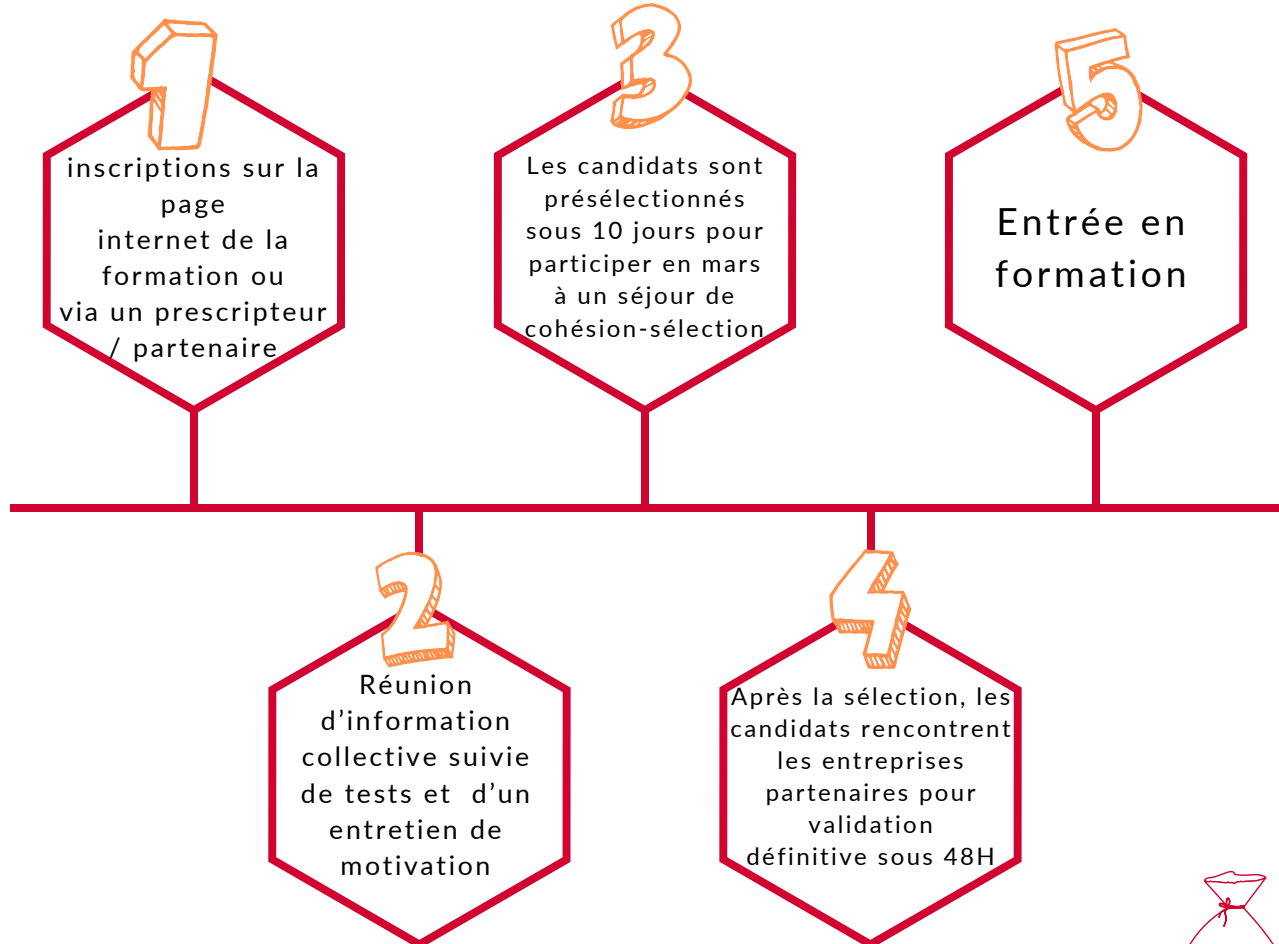 1
inscriptions sur la
page
internet de la
formation ou
via un prescripteur
/ partenaire
2
Réunion
d’information
collective suivie
de tests et d’un
entretien de
motivation
3
Les candidats sont
présélectionnés
sous 10 jours pour
participer en mars
à un séjour de
cohésion-sélection
4
Après la sélection, les
candidats rencontrent
les entreprises
partenaires pour
validation
définitive sous 48H
5
Entrée en
formation